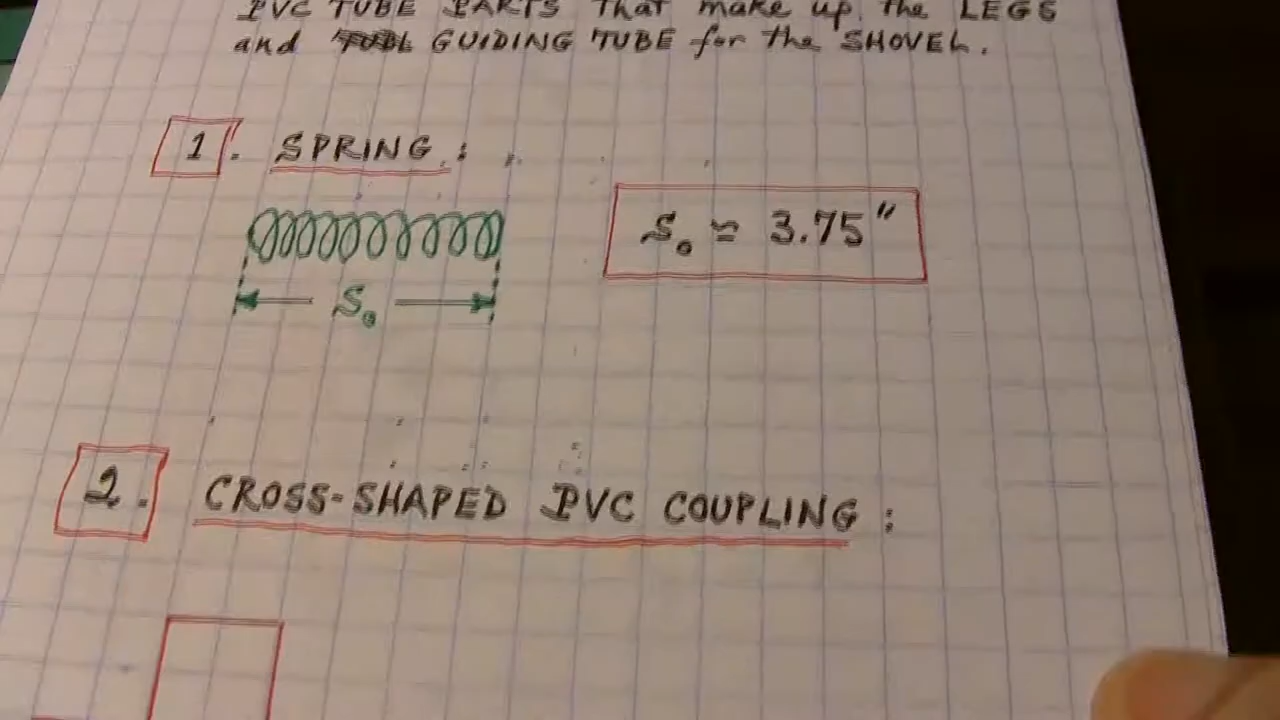 PVC TUBE PARTS that make up the LEGS
and GUIDING TUBE for the SHOVEL.
1. SPRING :
S₀ ≃ 3.75"
S₀
2. CROSS-SHAPED PVC COUPLING :